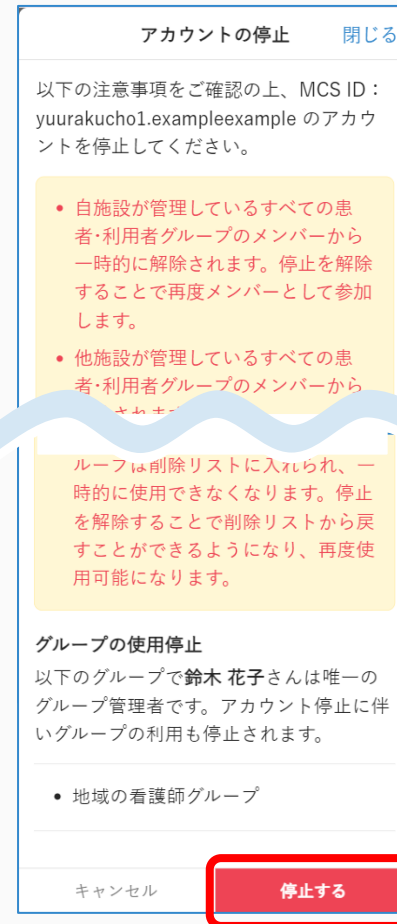 アカウントの停止 閉じる
以下の注意事項をご確認の上、MCS ID：
yuurakucho1.exampleexample のアカウ
ントを停止してください。
• 自施設が管理しているすべての患
者･利用者グループのメンバーから
一時的に解除されます。停止を解除
することで再度メンバーとして参加
します。
• 他施設が管理しているすべての患
者･利用者グループのメンバーから
されます
ループは削除リストに入れられ、一
時的に使用できなくなります。停止
を解除することで削除リストから戻
すことができるようになり、再度使
用可能になります。
グループの使用停止
以下のグループで鈴木 花子さんは唯一の
グループ管理者です。アカウント停止に伴
いグループの利用も停止されます。
• 地域の看護師グループ
キャンセル 停止する